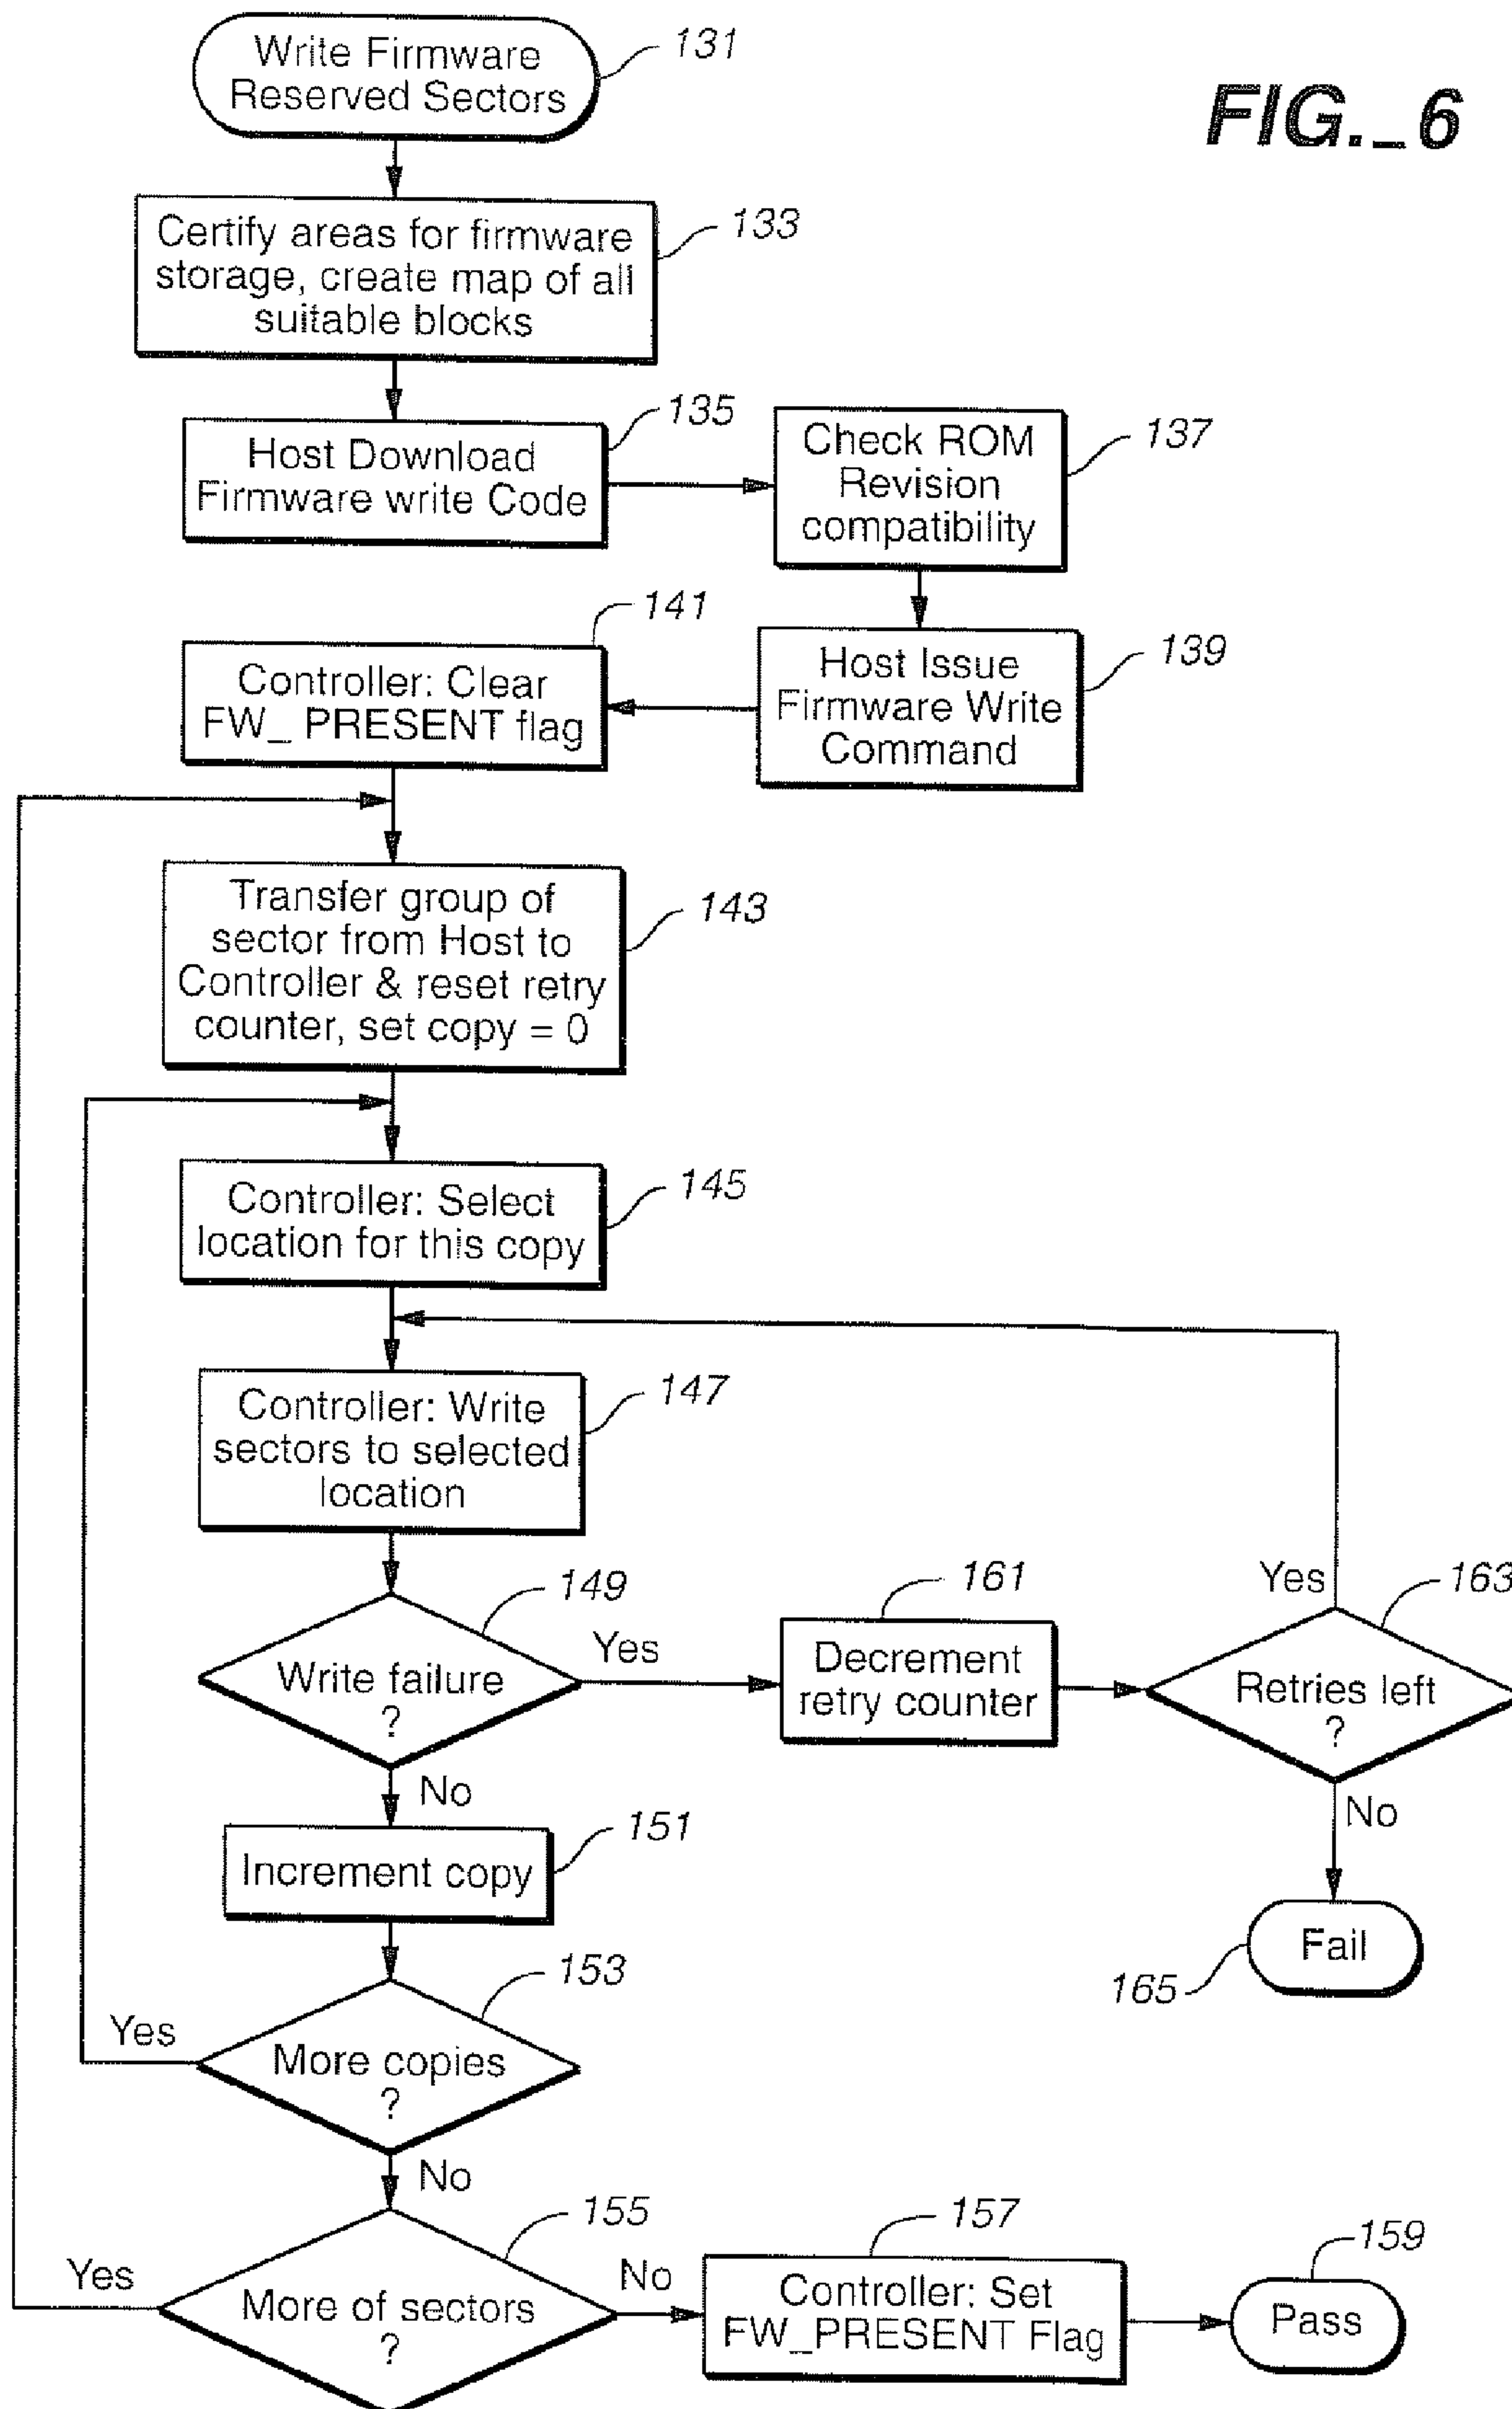 Write Firmware
Reserved Sectors
131
FIG._6
Certify areas for firmware
storage, create map of all
suitable blocks
133
Host Download
Firmware write Code
135
Check ROM
Revision
compatibility
137
Controller: Clear
FW_ PRESENT flag
141
Host Issue
Firmware Write
Command
139
Transfer group of
sector from Host to
Controller & reset retry
counter, set copy = 0
143
Controller: Select
location for this copy
145
Controller: Write
sectors to selected
location
147
Write failure
?
149
Yes
No
Decrement
retry counter
161
Retries left
?
163
Yes
No
Fail
165
Increment copy
151
More copies
?
153
Yes
No
More of sectors
?
155
Yes
No
Controller: Set
FW_PRESENT Flag
157
Pass
159